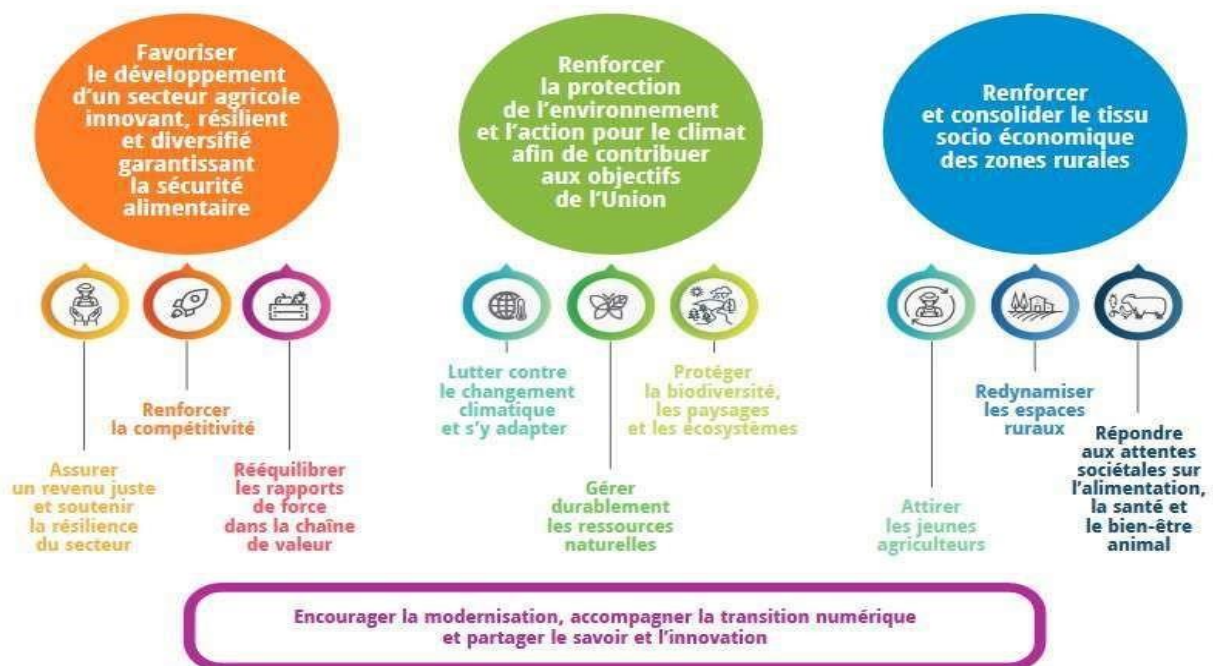 Favoriser
le développement
d'un secteur agricole
innovant, résilient
et diversifié
garantissant
la sécurité
alimentaire
Renforcer
la protection
de l'environnement
et l'action pour le climat
afin de contribuer
aux objectifs
de l'Union
Renforcer
et consolider le tissu
socio économique
des zones rurales
Assurer
un revenu juste
et soutenir
la résilience
du secteur
Renforcer
la compétitivité
Rééquilibrer
les rapports
de force
dans la chaîne
de valeur
Lutter contre
le changement
climatique
et s'y adapter
Gérer
durablement
les ressources
naturelles
Protéger
la biodiversité,
les paysages
et les écosystèmes
Attirer
les jeunes
agriculteurs
Redynamiser
les espaces
ruraux
Répondre
aux attentes
sociétales sur
l'alimentation,
la santé et
le bien-être
animal
Encourager la modernisation, accompagner la transition numérique
et partager le savoir et l'innovation